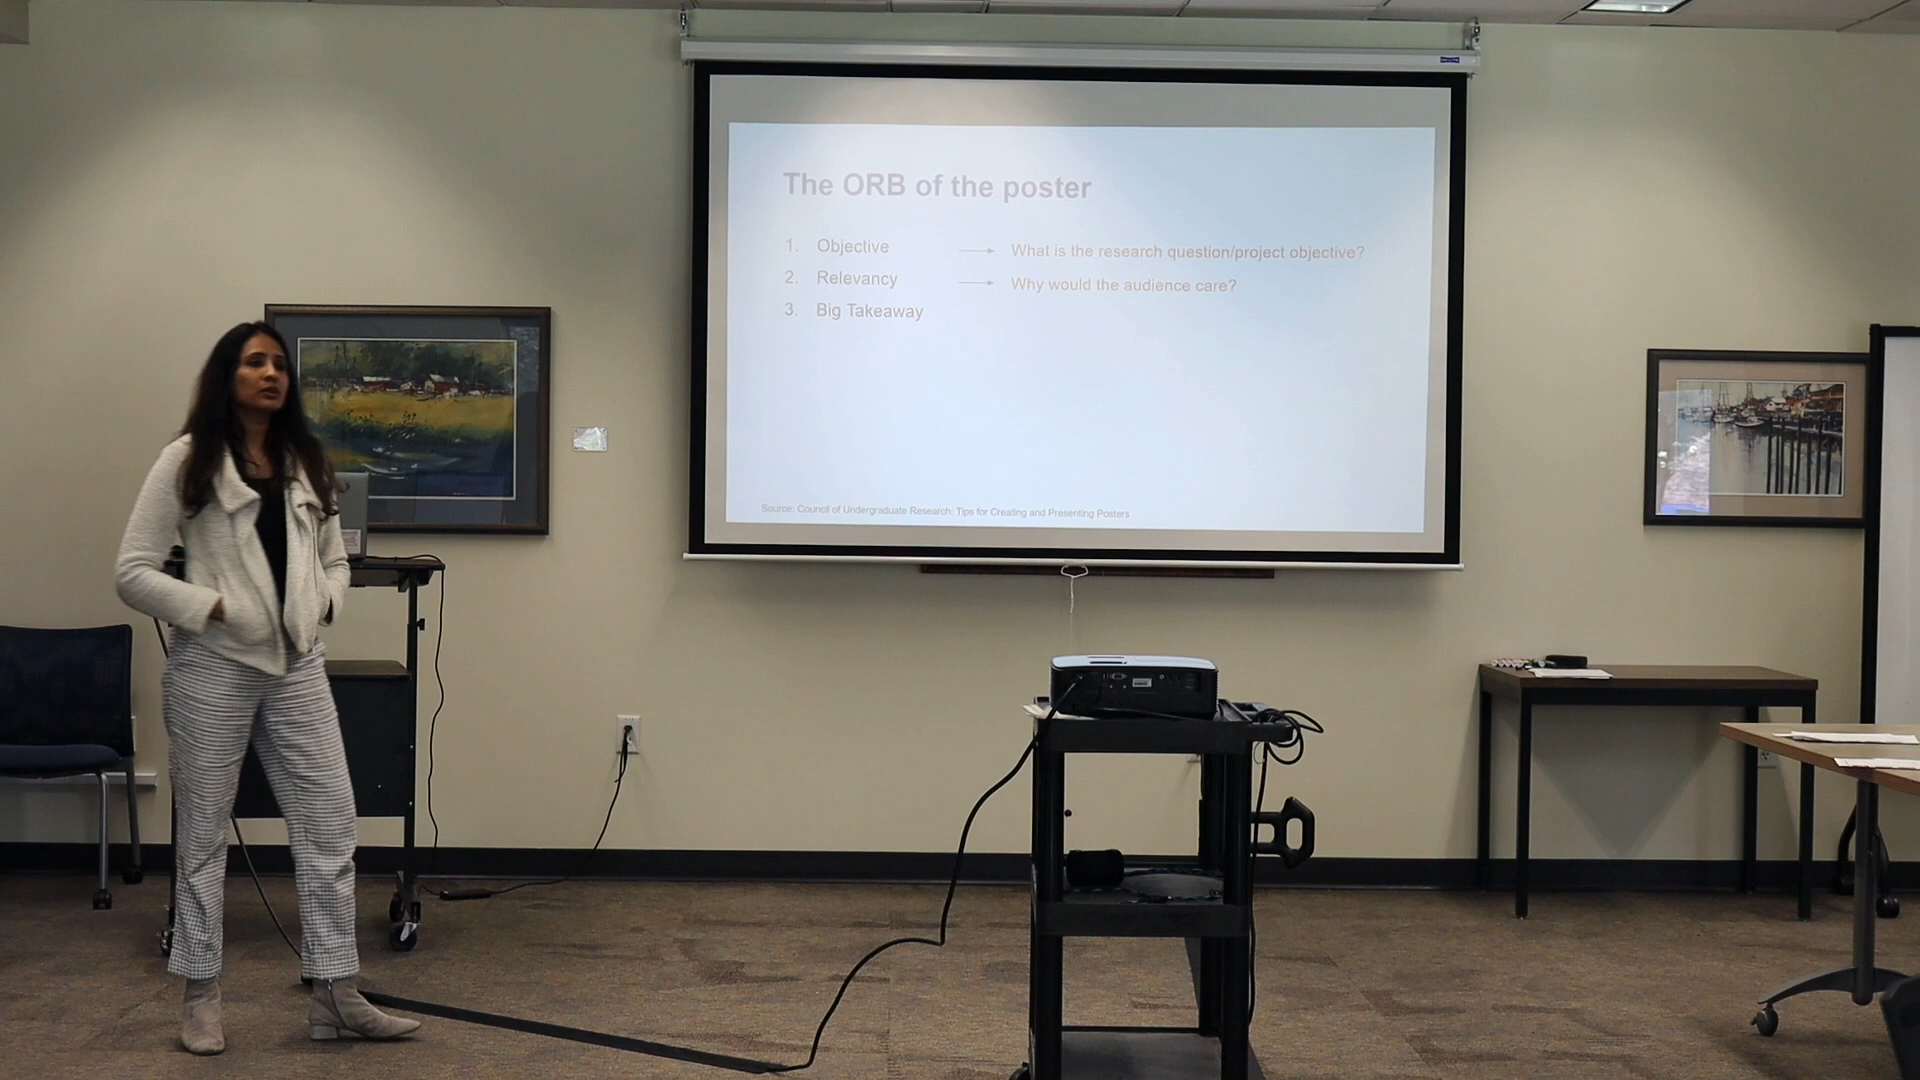 The ORB of the poster
1. Objective → What is the research question/project objective?
2. Relevancy → Why would the audience care?
3. Big Takeaway
Source: Council of Undergraduate Research: Tips for Creating and Presenting Posters